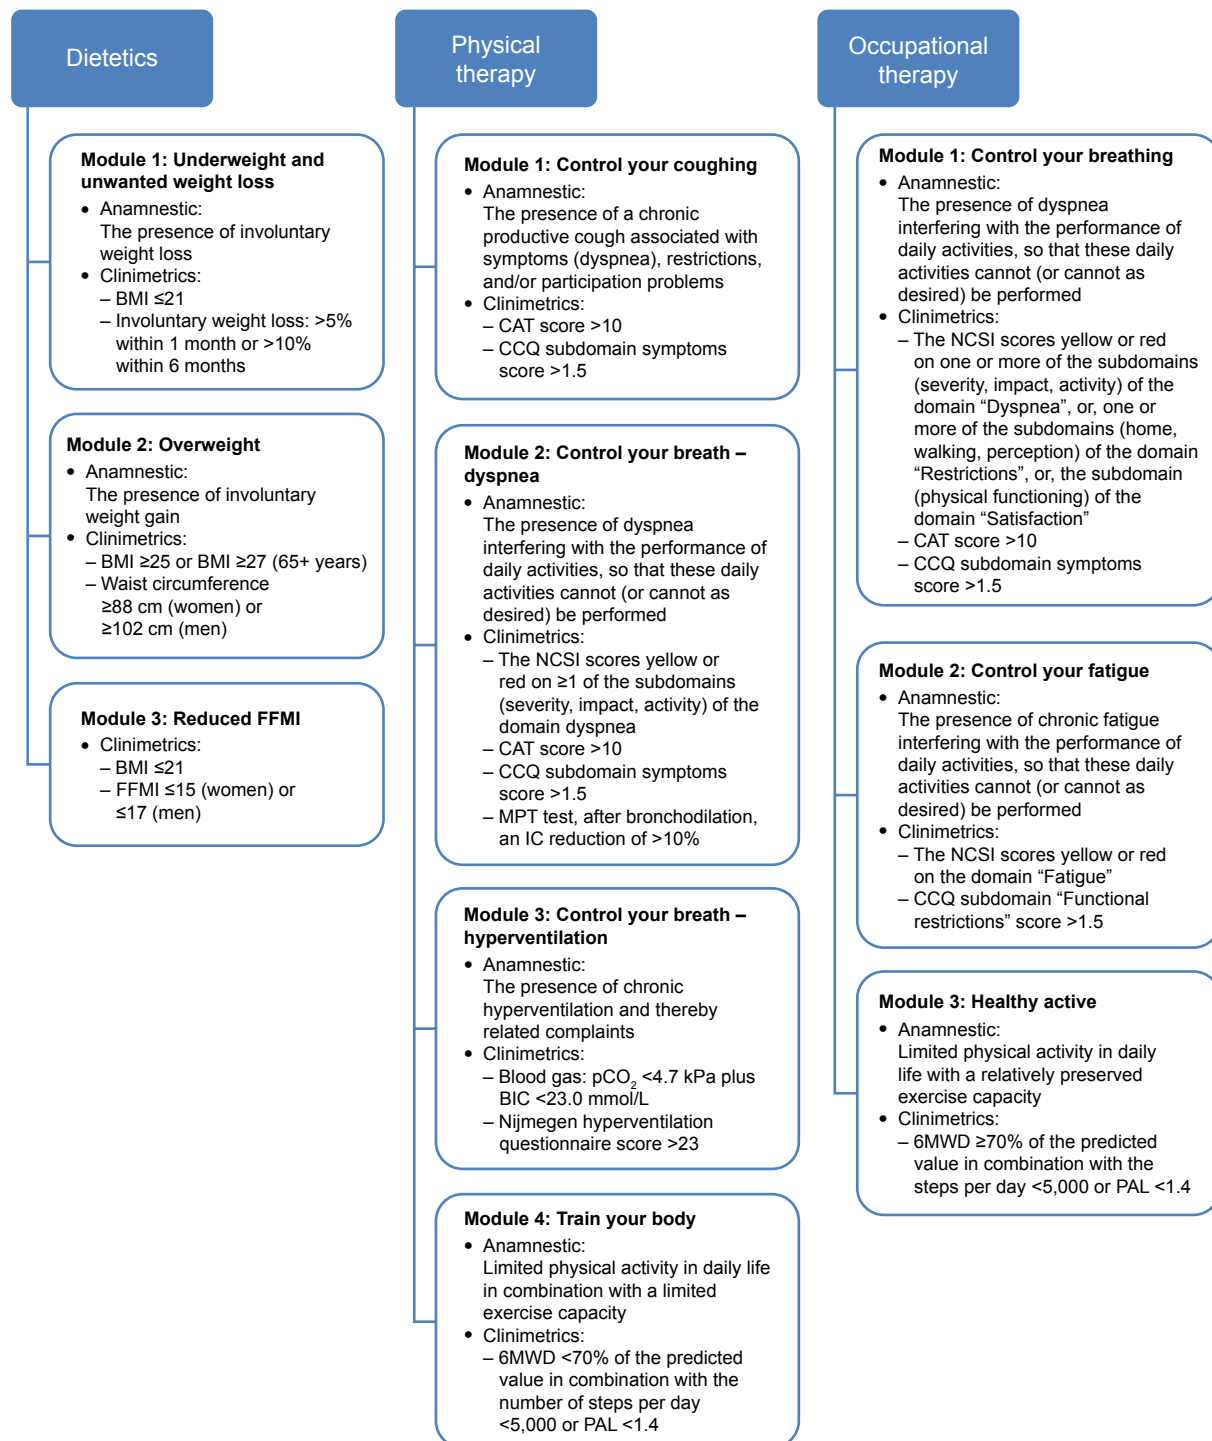 Dietetics
Module 1: Underweight and
unwanted weight loss
• Anamnestic:
The presence of involuntary
weight loss
• Clinimetrics:
– BMI ≤21
– Involuntary weight loss: >5%
within 1 month or >10%
within 6 months
Module 2: Overweight
• Anamnestic:
The presence of involuntary
weight gain
• Clinimetrics:
– BMI ≥25 or BMI ≥27 (65+ years)
– Waist circumference
≥88 cm (women) or
≥102 cm (men)
Module 3: Reduced FFMI
• Clinimetrics:
– BMI ≤21
– FFMI ≤15 (women) or
≤17 (men)
Physical
therapy
Module 1: Control your coughing
• Anamnestic:
The presence of a chronic
productive cough associated with
symptoms (dyspnea), restrictions,
and/or participation problems
• Clinimetrics:
– CAT score >10
– CCQ subdomain symptoms
score >1.5
Module 2: Control your breath –
dyspnea
• Anamnestic:
The presence of dyspnea
interfering with the performance of
daily activities, so that these daily
activities cannot (or cannot as
desired) be performed
• Clinimetrics:
– The NCSI scores yellow or
red on ≥1 of the subdomains
(severity, impact, activity) of the
domain dyspnea
– CAT score >10
– CCQ subdomain symptoms
score >1.5
– MPT test, after bronchodilation,
an IC reduction of >10%
Module 3: Control your breath –
hyperventilation
• Anamnestic:
The presence of chronic
hyperventilation and thereby
related complaints
• Clinimetrics:
– Blood gas: pCO₂ <4.7 kPa plus
BIC <23.0 mmol/L
– Nijmegen hyperventilation
questionnaire score >23
Module 4: Train your body
• Anamnestic:
Limited physical activity in daily life
in combination with a limited
exercise capacity
• Clinimetrics:
– 6MWD <70% of the predicted
value in combination with the
number of steps per day
<5,000 or PAL <1.4
Occupational
therapy
Module 1: Control your breathing
• Anamnestic:
The presence of dyspnea
interfering with the performance of
daily activities, so that these daily
activities cannot (or cannot as
desired) be performed
• Clinimetrics:
– The NCSI scores yellow or red
on one or more of the subdomains
(severity, impact, activity) of the
domain “Dyspnea”, or, one or
more of the subdomains (home,
walking, perception) of the domain
“Restrictions”, or, the subdomain
(physical functioning) of the
domain “Satisfaction”
– CAT score >10
– CCQ subdomain symptoms
score >1.5
Module 2: Control your fatigue
• Anamnestic:
The presence of chronic fatigue
interfering with the performance of
daily activities, so that these daily
activities cannot (or cannot as
desired) be performed
• Clinimetrics:
– The NCSI scores yellow or red
on the domain “Fatigue”
– CCQ subdomain “Functional
restrictions” score >1.5
Module 3: Healthy active
• Anamnestic:
Limited physical activity in daily
life with a relatively preserved
exercise capacity
• Clinimetrics:
– 6MWD ≥70% of the predicted
value in combination with the
steps per day <5,000 or PAL <1.4